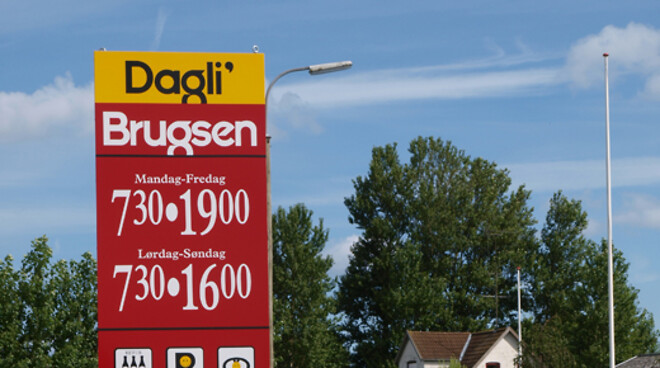 Dagli'
Brugsen
Mandag-Fredag
730•1900
Lørdag-Søndag
730•1600